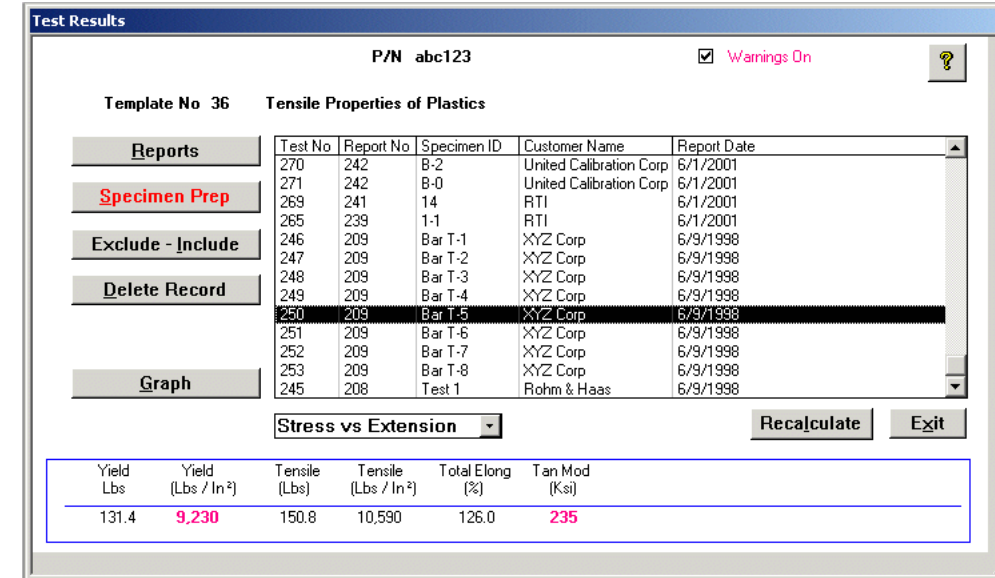 Test Results
P/N abc123
Warnings On
?
Template No 36 Tensile Properties of Plastics
Reports
Specimen Prep
Exclude - Include
Delete Record
Graph
Test No Report No Specimen ID Customer Name Report Date
270 242 B-2 United Calibration Corp 6/1/2001
271 242 B-0 United Calibration Corp 6/1/2001
269 241 14 RTI 6/1/2001
265 239 1-1 RTI 6/1/2001
246 209 Bar T-1 XYZ Corp 6/9/1998
247 209 Bar T-2 XYZ Corp 6/9/1998
248 209 Bar T-3 XYZ Corp 6/9/1998
249 209 Bar T-4 XYZ Corp 6/9/1998
250 209 Bar T-5 XYZ Corp 6/9/1998
251 209 Bar T-6 XYZ Corp 6/9/1998
252 209 Bar T-7 XYZ Corp 6/9/1998
253 209 Bar T-8 XYZ Corp 6/9/1998
245 208 Test 1 Rohm & Haas 6/9/1998
Stress vs Extension
Recalculate
Exit
Yield Yield Tensile Tensile Total Elong Tan Mod
Lbs (Lbs / In²) (Lbs) (Lbs / In²) (%) (Ksi)
131.4 9,230 150.8 10,590 126.0 235